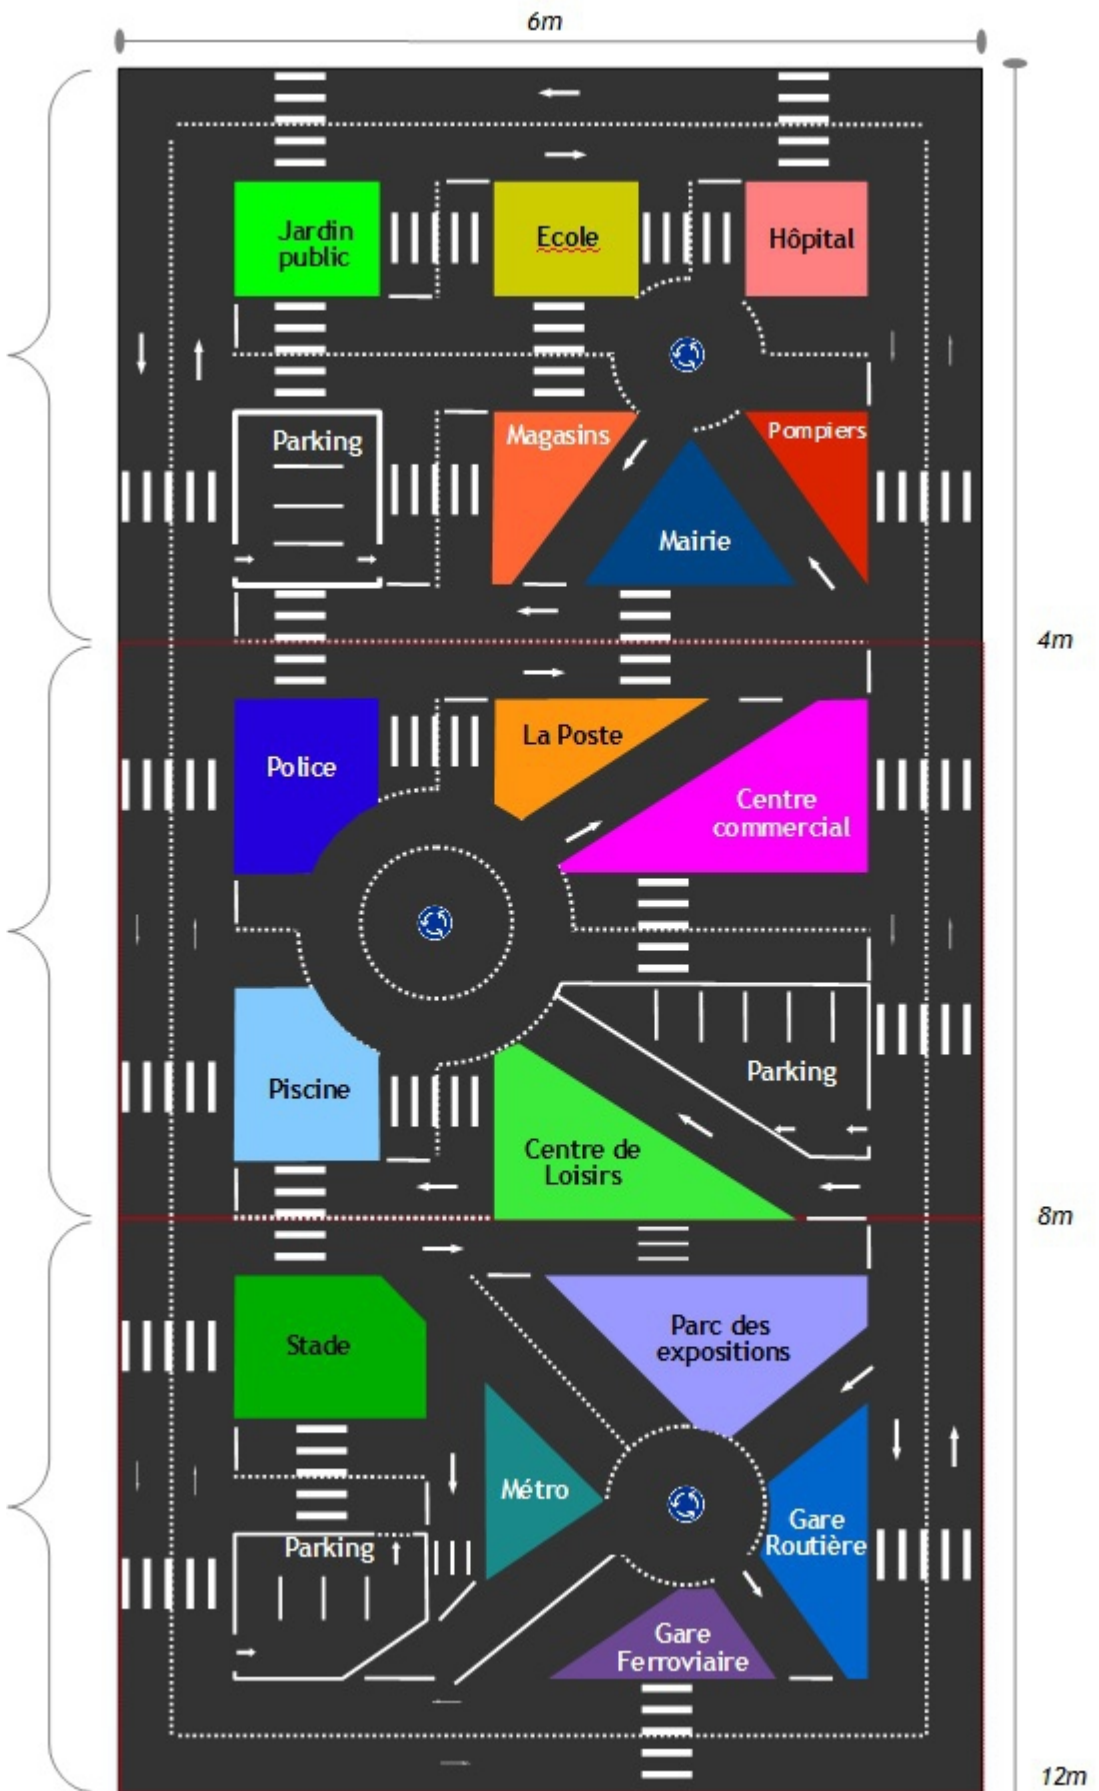 6m
Jardin
public
Ecole
Hôpital
Parking
Magasins
Pompiers
Mairie
4m
Police
La Poste
Centre
commercial
Piscine
Parking
Centre de
Loisirs
8m
Stade
Parc des
expositions
Métro
Gare
Routière
Parking
Gare
Ferroviaire
12m